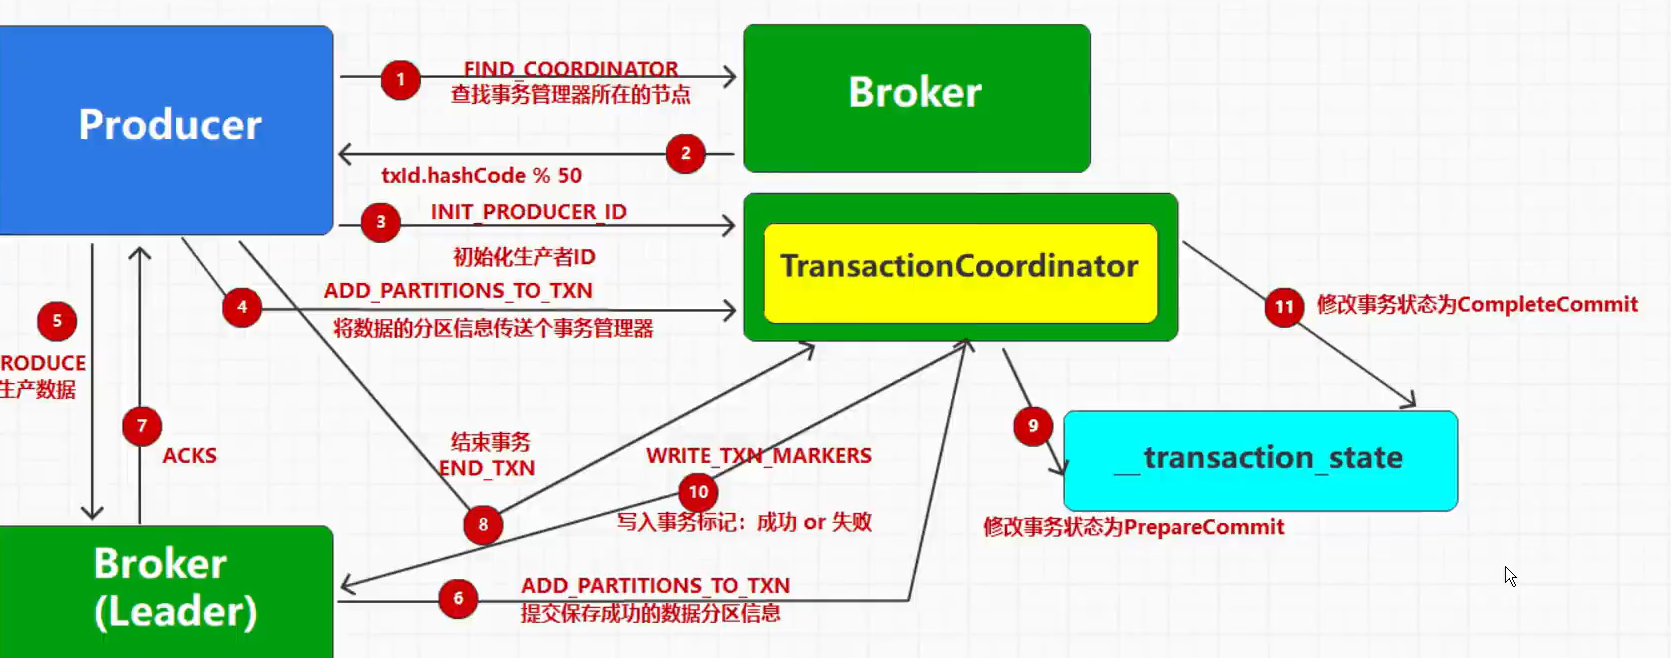 Producer
1
FIND_COORDINATOR
查找事务管理器所在的节点
Broker
2
txId.hashCode % 50
3
INIT_PRODUCER_ID
初始化生产者ID
TransactionCoordinator
4
ADD_PARTITIONS_TO_TXN
将数据的分区信息传送个事务管理器
5
RODUCE
生产数据
7
ACKS
11
修改事务状态为CompleteCommit
9
__transaction_state
修改事务状态为PrepareCommit
结束事务
END_TXN
8
WRITE_TXN_MARKERS
10
写入事务标记：成功 or 失败
Broker
(Leader)
6
ADD_PARTITIONS_TO_TXN
提交保存成功的数据分区信息